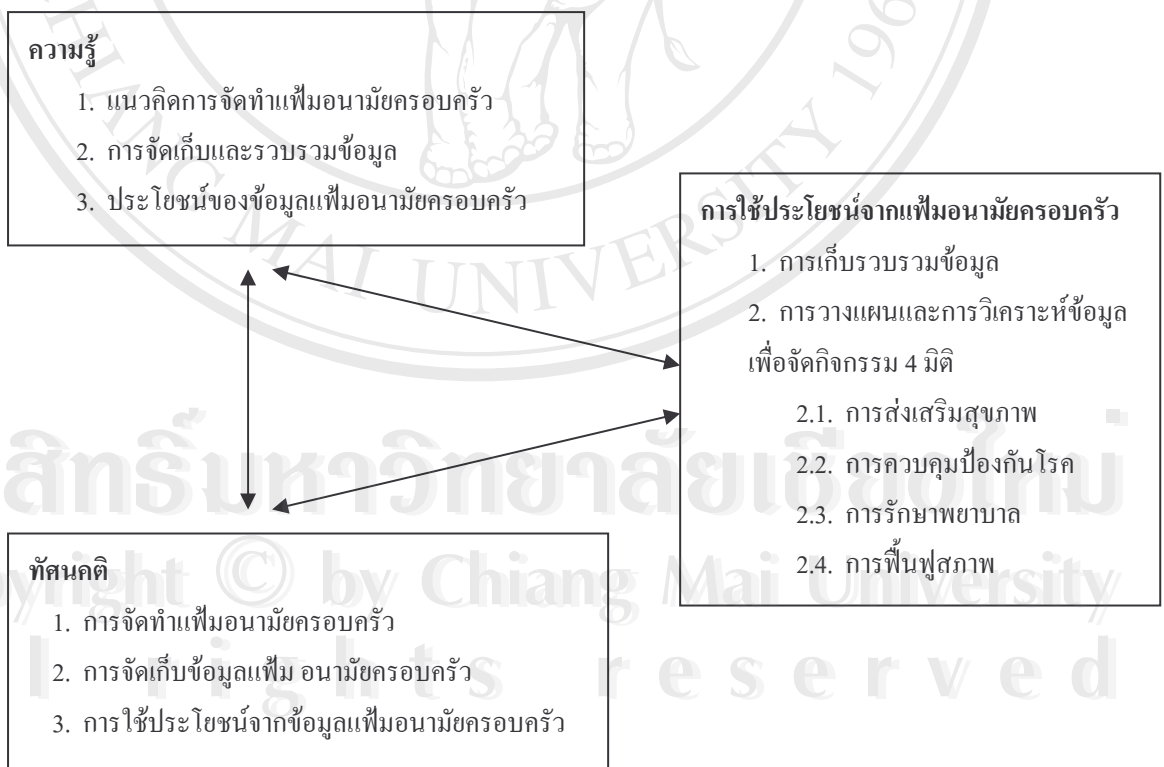 CHIANG MAI UNIVERSITY 196
ความรู้
1. แนวคิดการจัดทำแฟ้มอนามัยครอบครัว
2. การจัดเก็บและรวบรวมข้อมูล
3. ประโยชน์ของข้อมูลแฟ้มอนามัยครอบครัว
การใช้ประโยชน์จากแฟ้มอนามัยครอบครัว
1. การเก็บรวบรวมข้อมูล
2. การวางแผนและการวิเคราะห์ข้อมูล
เพื่อจัดกิจกรรม 4 มิติ
2.1. การส่งเสริมสุขภาพ
2.2. การควบคุมป้องกันโรค
2.3. การรักษาพยาบาล
2.4. การฟื้นฟูสภาพ
ทัศนคติ
1. การจัดทำแฟ้มอนามัยครอบครัว
2. การจัดเก็บข้อมูลแฟ้ม อนามัยครอบครัว
3. การใช้ประโยชน์จากข้อมูลแฟ้มอนามัยครอบครัว
สิทธิ์มหาวิทยาลัยเชียงใหม่
pyright © by Chiang Mai University
l rights reserved